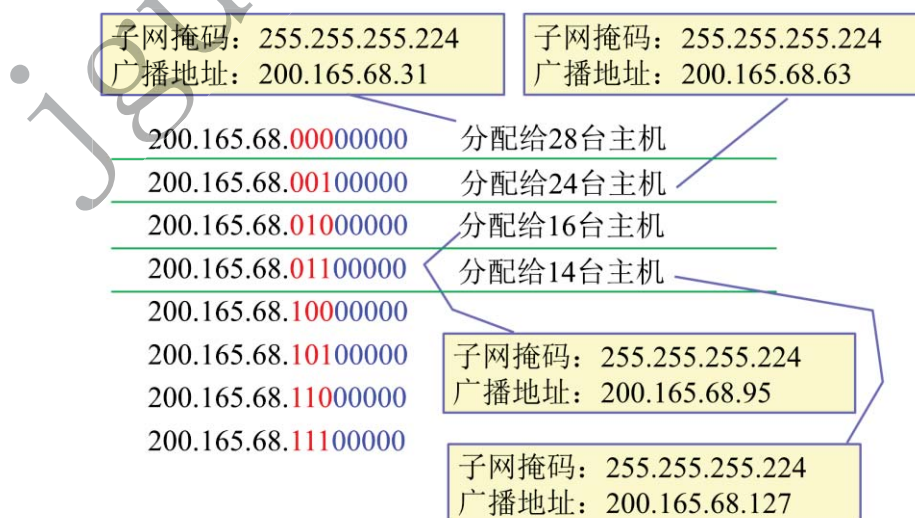 子网掩码：255.255.255.224
广播地址：200.165.68.31
子网掩码：255.255.255.224
广播地址：200.165.68.63
200.165.68.00000000 分配给28台主机
200.165.68.00100000 分配给24台主机
200.165.68.01000000 分配给16台主机
200.165.68.01100000 分配给14台主机
200.165.68.10000000
200.165.68.10100000
200.165.68.11000000
200.165.68.11100000
子网掩码：255.255.255.224
广播地址：200.165.68.95
子网掩码：255.255.255.224
广播地址：200.165.68.127